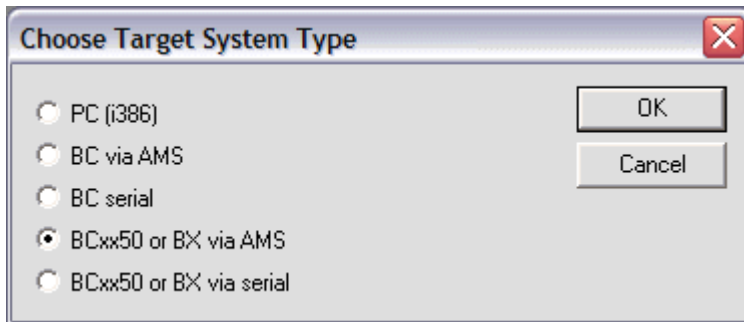 Choose Target System Type
PC (i386)
BC via AMS
BC serial
BCxx50 or BX via AMS
BCxx50 or BX via serial
OK
Cancel